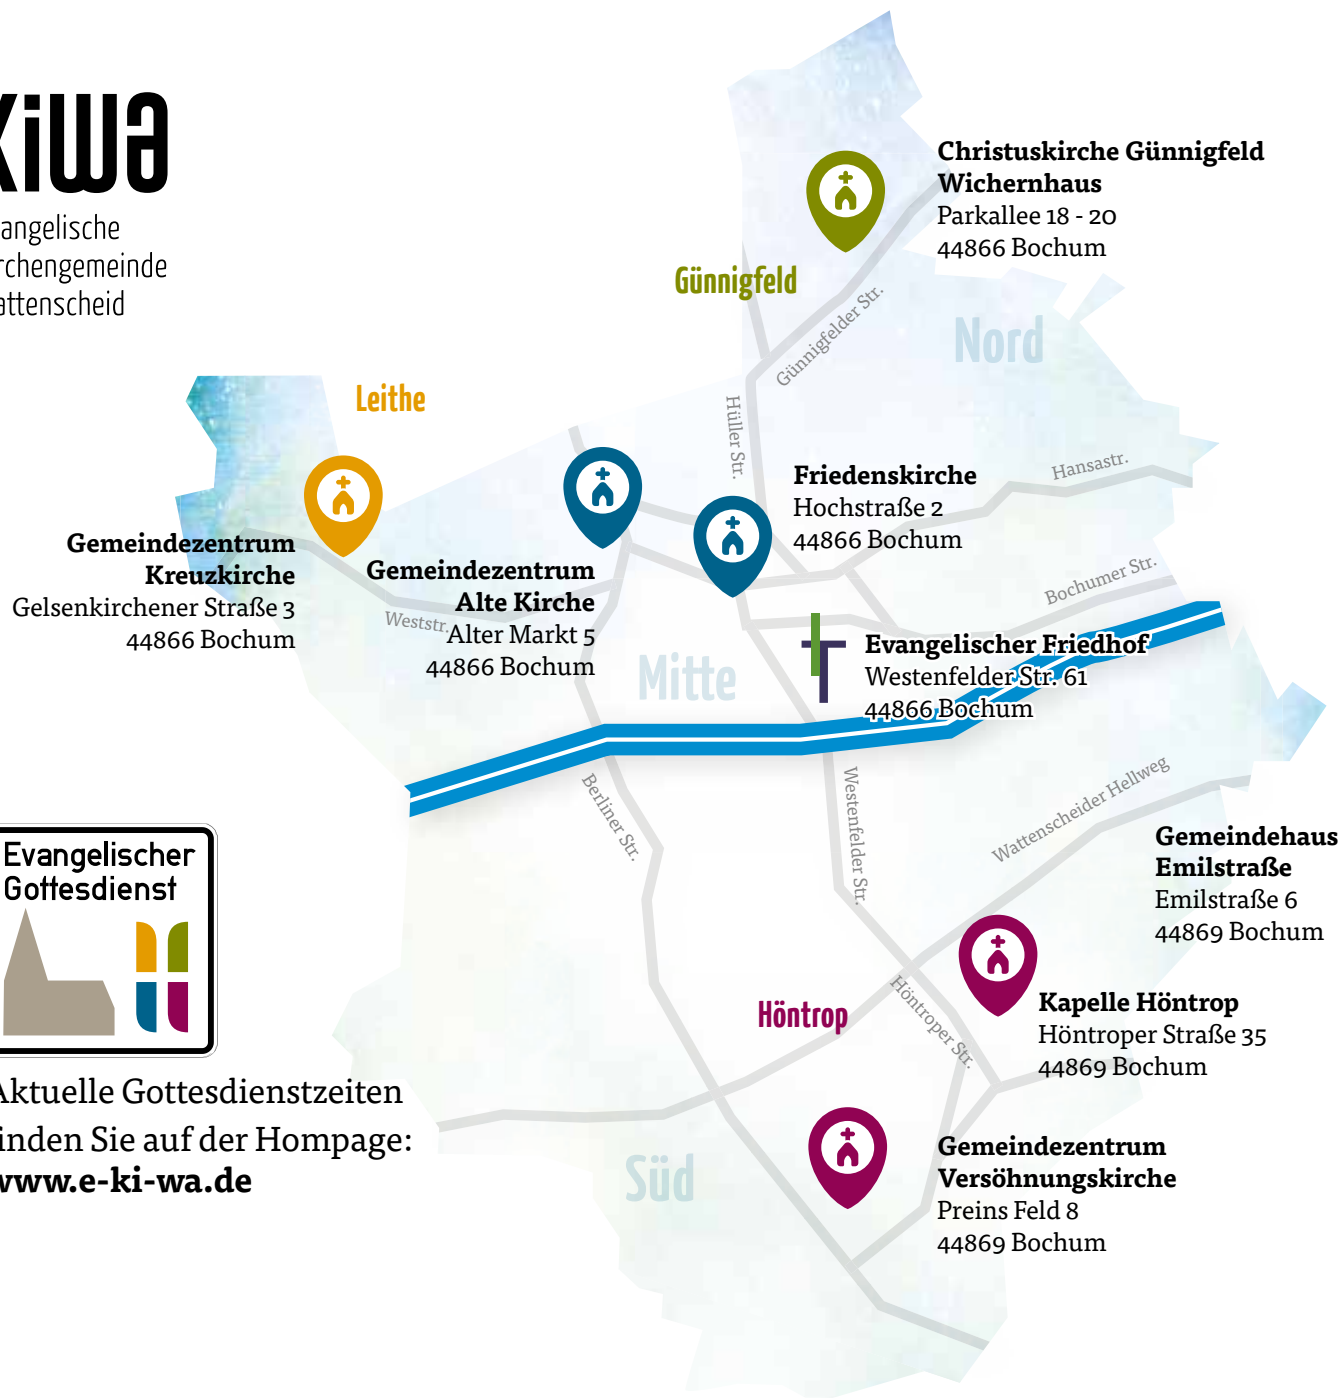 kiwa
angelische
rchengemeinde
attenscheid
Christuskirche Günnigfeld
Wichernhaus
Parkallee 18 - 20
44866 Bochum
Günnigfeld
Günnigfelder Str.
Nord
Leithe
Hüller Str.
Hansastr.
Friedenskirche
Hochstraße 2
44866 Bochum
Gemeindezentrum
Kreuzkirche
Gelsenkirchener Straße 3
44866 Bochum
Gemeindezentrum
Alte Kirche
Alter Markt 5
44866 Bochum
Weststr.
Bochumer Str.
Mitte
Evangelischer Friedhof
Westenfelder Str. 61
44866 Bochum
Berliner Str.
Westenfelder Str.
Wattenscheider Hellweg
Gemeindehaus
Emilstraße
Emilstraße 6
44869 Bochum
Evangelischer
Gottesdienst
Höntrop
Höntroper Str.
Kapelle Höntrop
Höntroper Straße 35
44869 Bochum
Aktuelle Gottesdienstzeiten
inden Sie auf der Hompage:
www.e-ki-wa.de
Süd
Gemeindezentrum
Versöhnungskirche
Preins Feld 8
44869 Bochum